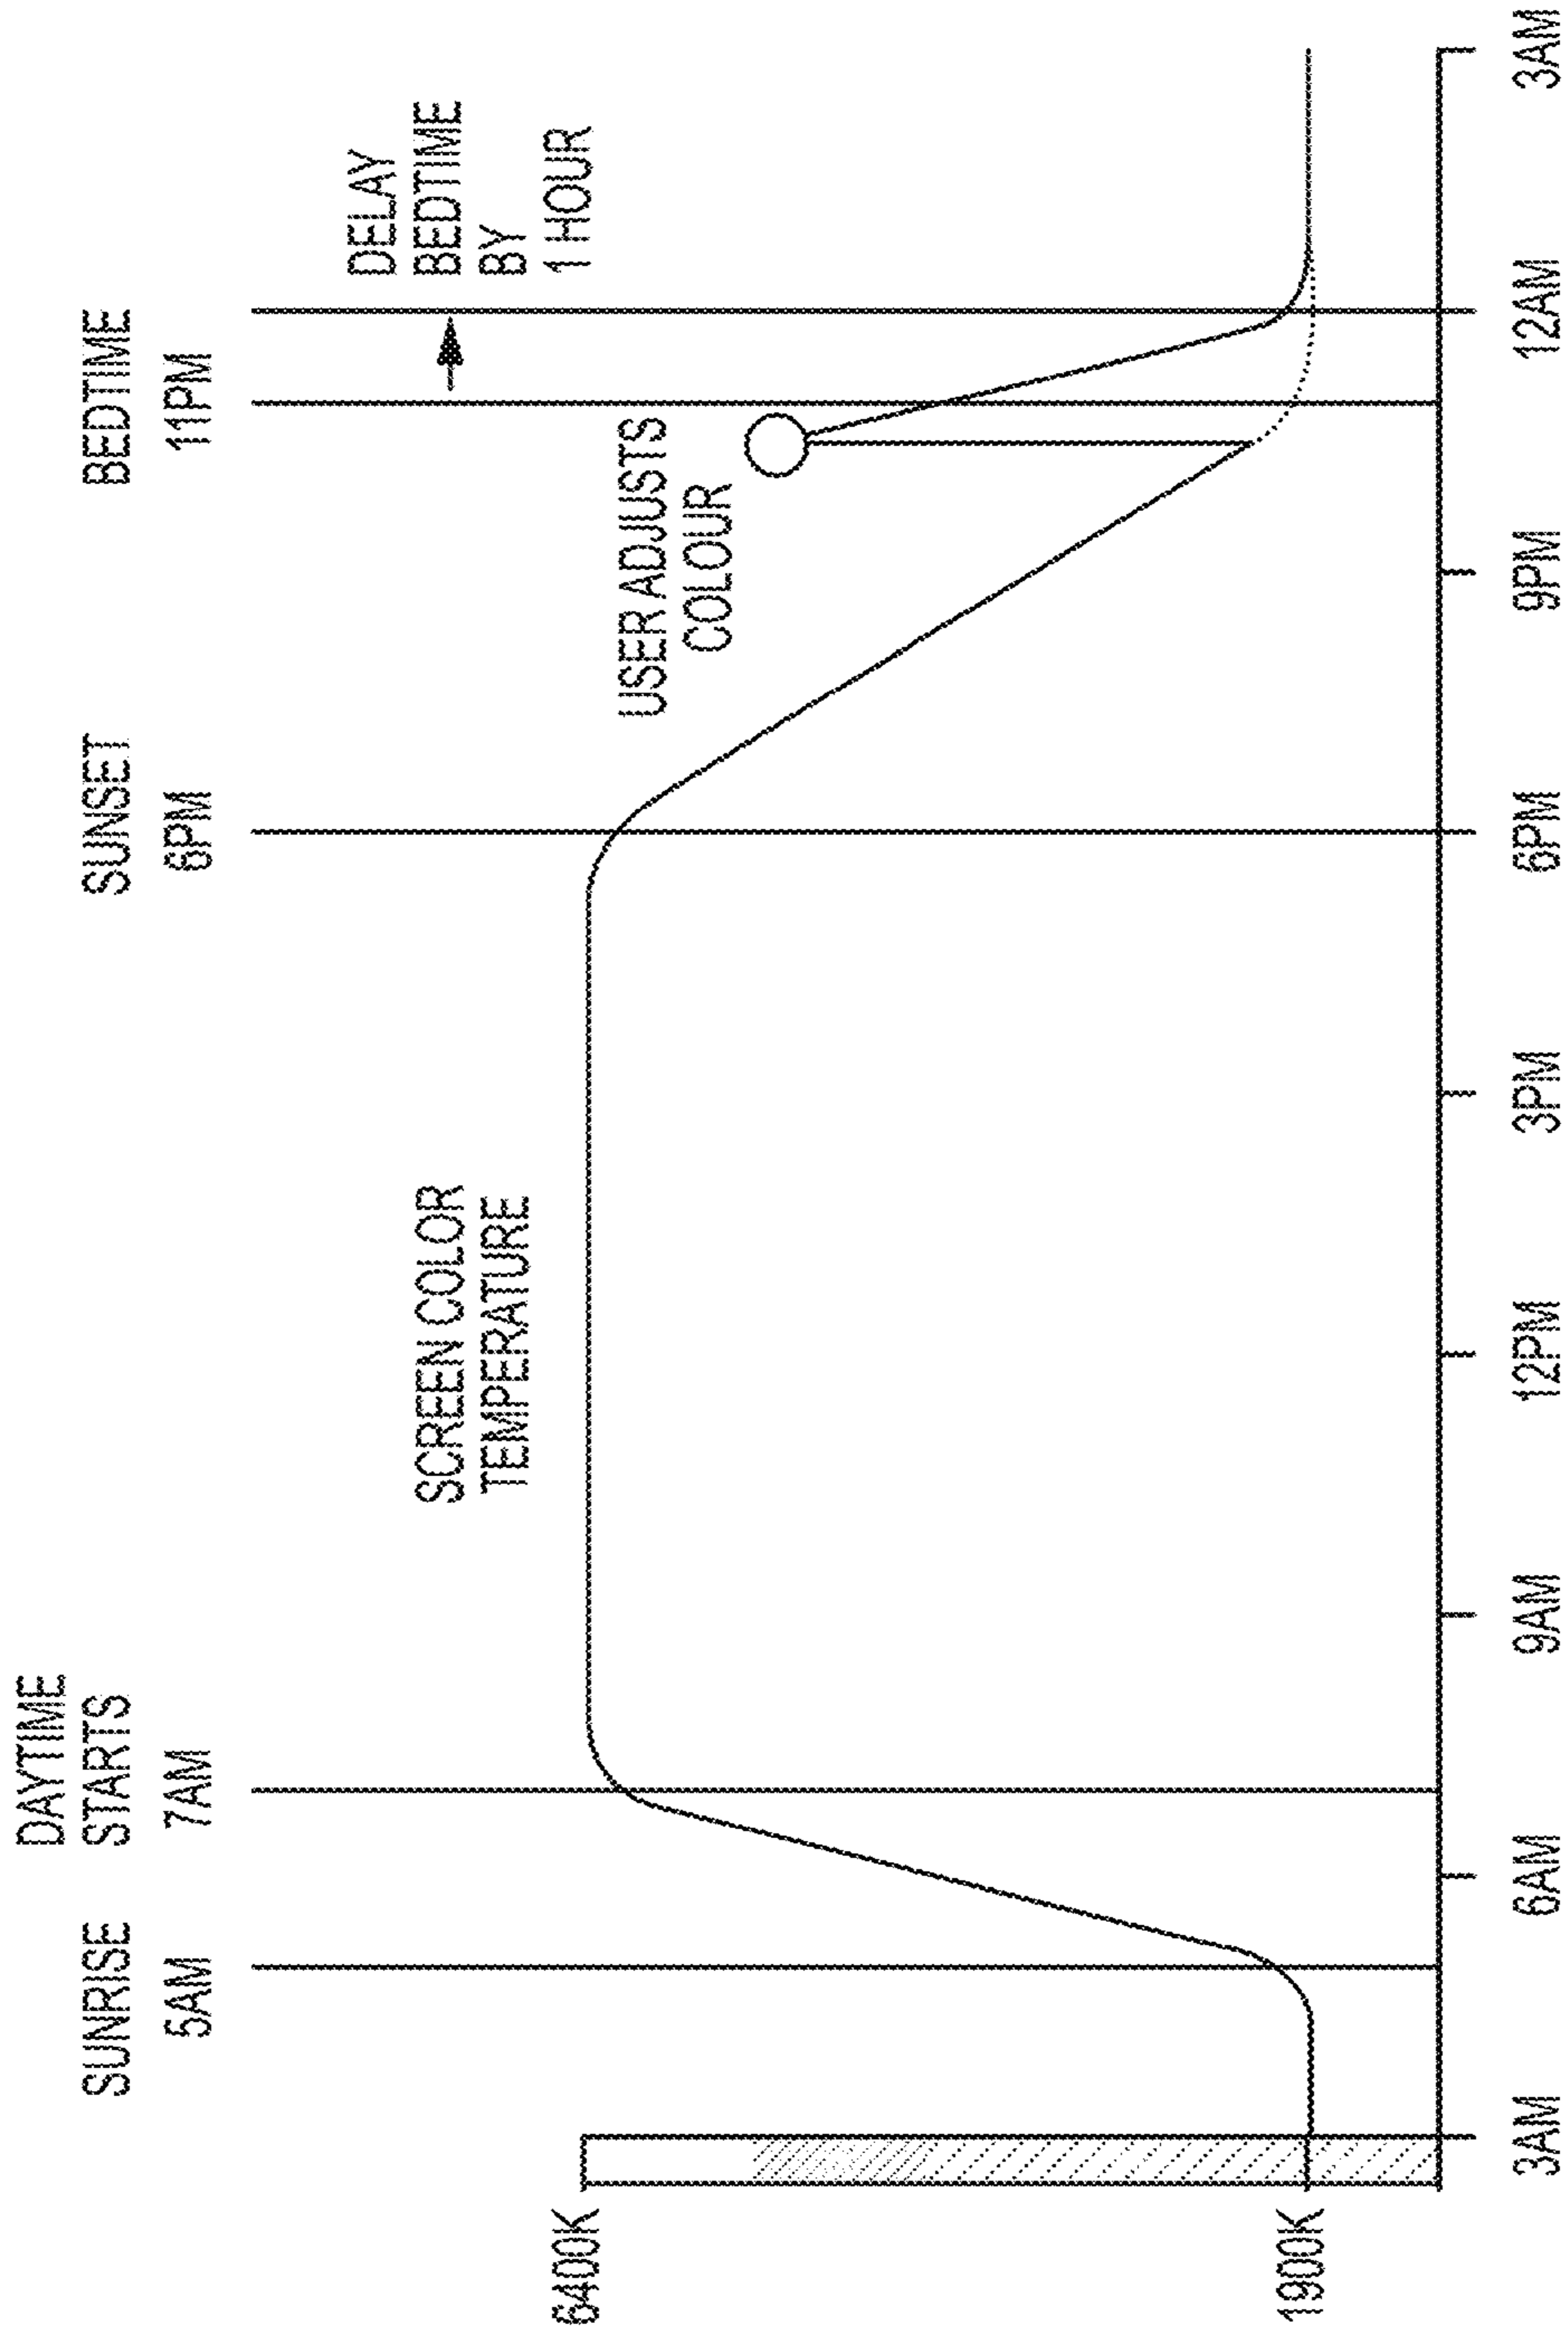 SUNRISE
5AM
DAYTIME
STARTS
7AM
SUNSET
6PM
BEDTIME
11PM
DELAY
BEDTIME
BY
1 HOUR
SCREEN COLOR
TEMPERATURE
USER ADJUSTS
COLOUR
6400K
1900K
3AM
6AM
9AM
12PM
3PM
6PM
9PM
12AM
3AM